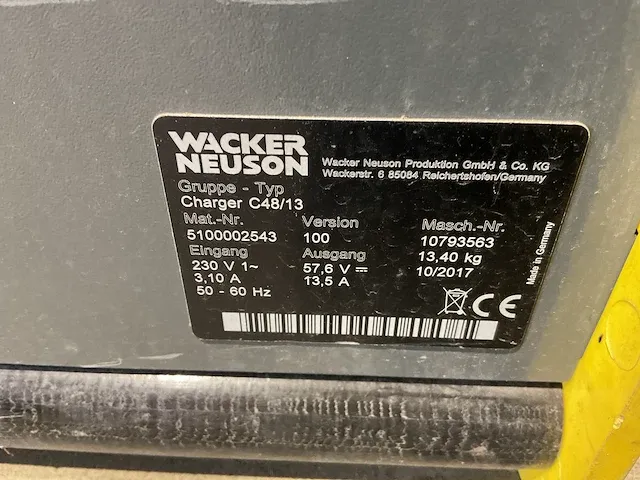 WACKER
NEUSON
Wacker Neuson Produktion GmbH & Co. KG
Wackerstr. 6 85084 Reichertshofen/Germany
Gruppe - Typ
Charger C48/13
Mat.-Nr. Version Masch.-Nr.
5100002543 100 10793563
Eingang Ausgang 13,40 kg
230 V 1~ 57,6 V ⎓ 10/2017
3,10 A 13,5 A
50 - 60 Hz
CE
Made in Germany